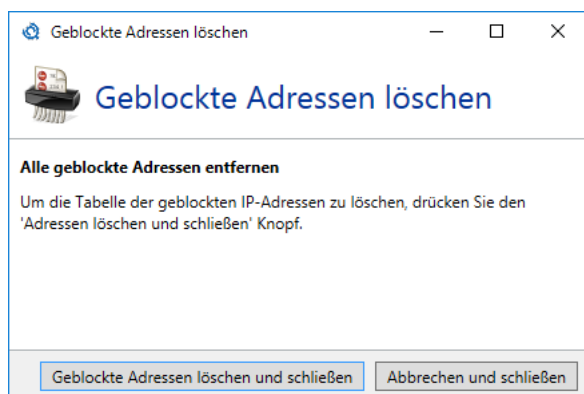 Geblockte Adressen löschen
Geblockte Adressen löschen
Alle geblockte Adressen entfernen
Um die Tabelle der geblockten IP-Adressen zu löschen, drücken Sie den
'Adressen löschen und schließen' Knopf.
Geblockte Adressen löschen und schließen Abbrechen und schließen